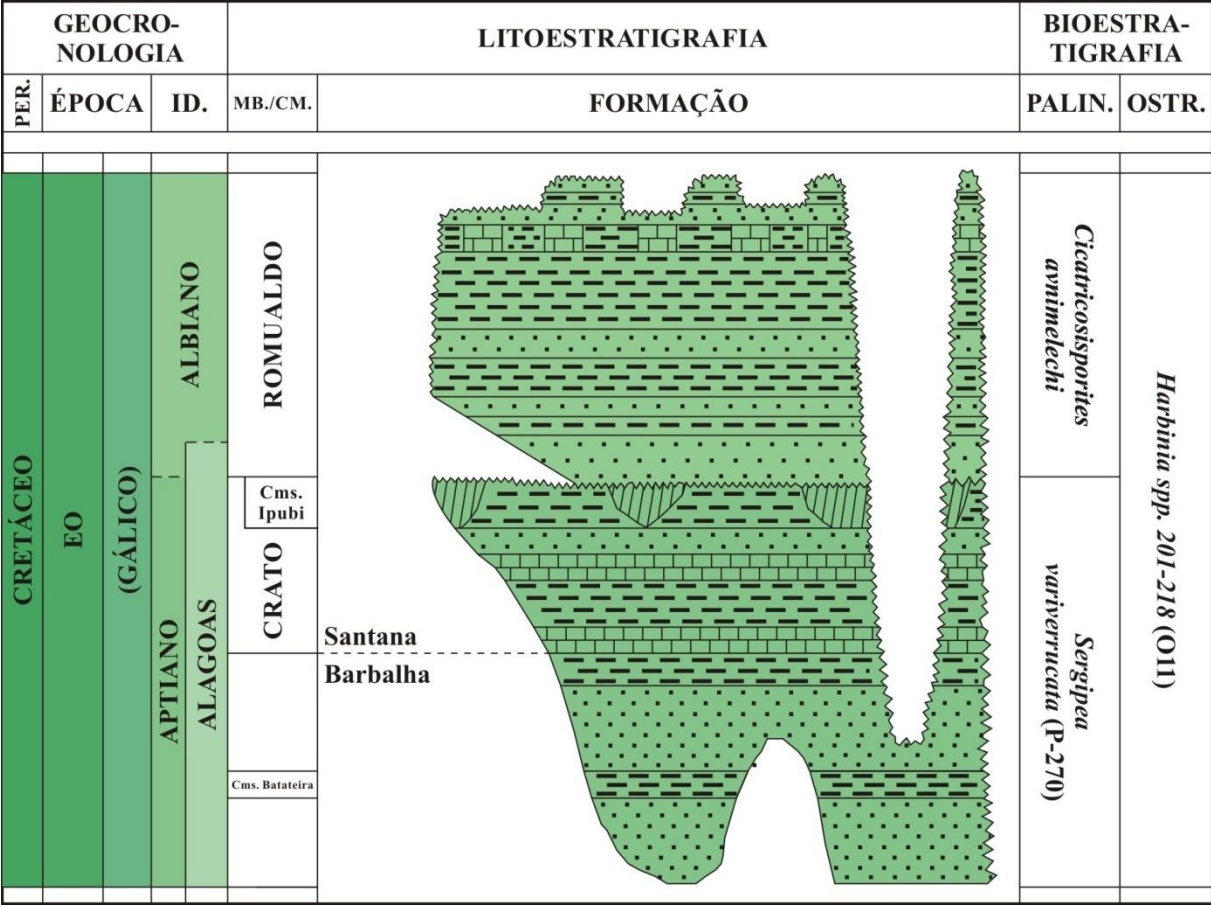 GEOCRO-
NOLOGIA
LITOESTRATIGRAFIA
BIOESTRA-
TIGRAFIA
PER.
ÉPOCA
ID.
MB./CM.
FORMAÇÃO
PALIN.
OSTR.
CRETÁCEO
EO
(GÁLICO)
ALBIANO
APTIANO
ALAGOAS
ROMUALDO
Cms.
Ipubi
CRATO
Cms. Batateira
Santana
Barbalha
Cicatricosisporites
avnimelechi
Sergipea
variverrucata (P-270)
Harbinia spp. 201-218 (O11)